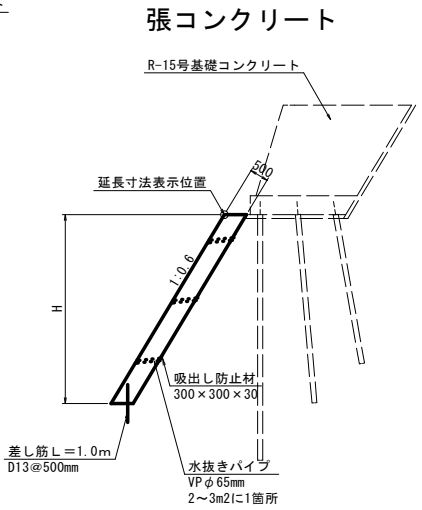 張コンクリート
R-15号基礎コンクリート
500
延長寸法表示位置
1:0.6
H
吸出し防止材
300×300×30
差し筋L=1.0m
D13@500mm
水抜きパイプ
VPφ65mm
2～3m2に1箇所